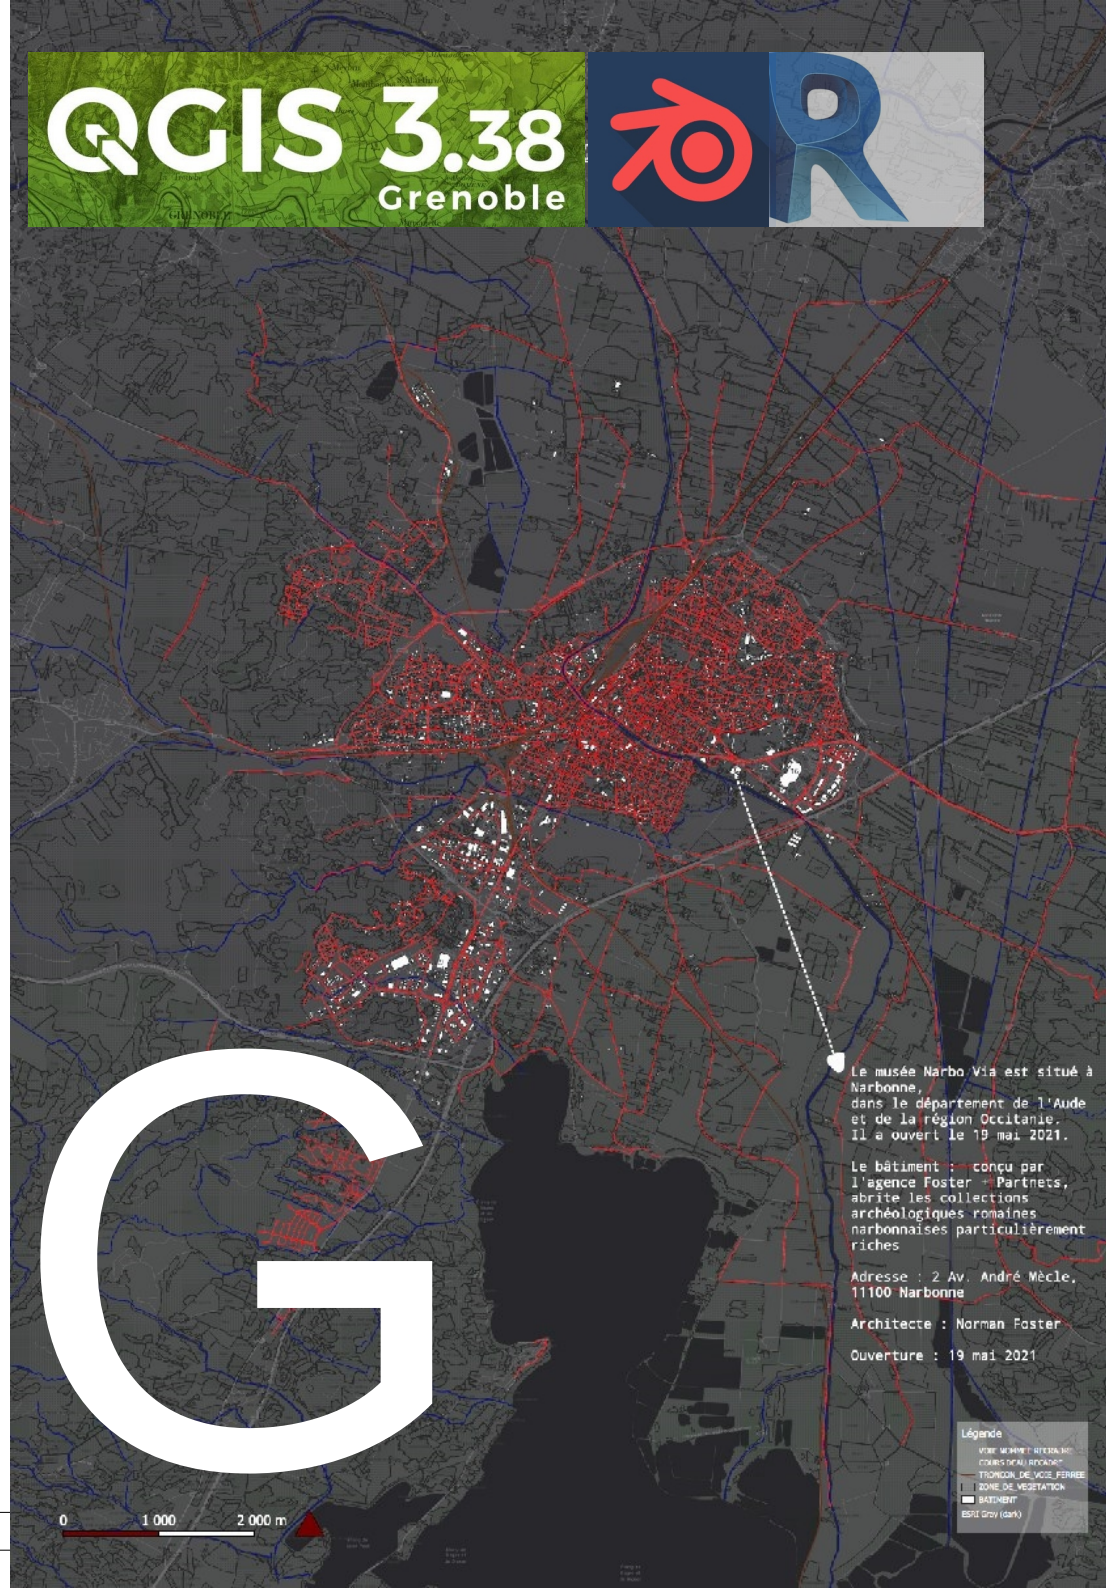 QGIS 3.38
Grenoble
R
GRENOBLE
Le musée Narbo Via est situé à
Narbonne,
dans le département de l'Aude
et de la région Occitanie.
Il a ouvert le 19 mai 2021.
Le bâtiment : conçu par
l'agence Foster + Partnets,
abrite les collections
archéologiques romaines
narbonnaises particulièrement
riches
Adresse : 2 Av. André Mècle,
11100 Narbonne
Architecte : Norman Foster
Ouverture : 19 mai 2021
G
Légende
TRONCON_DE_VOIE_FERREE
ZONE_DE_VEGETATION
BATIMENT
ESRI Gray (dark)
0 1 000 2 000 m